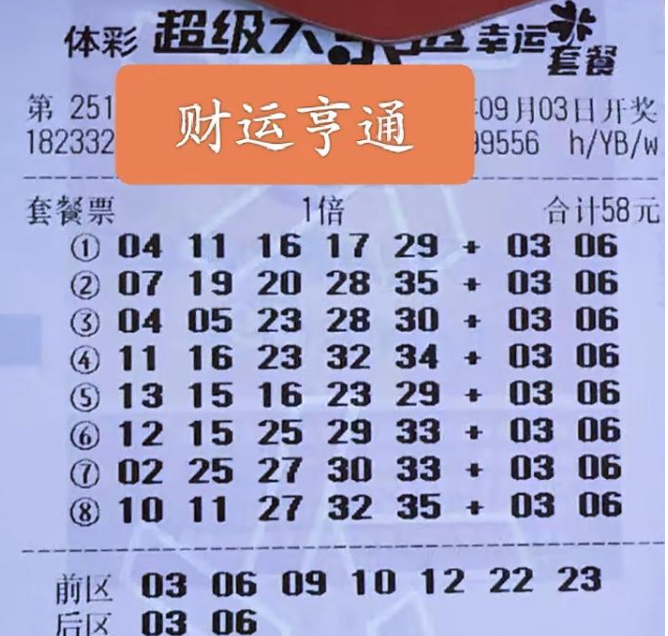 体彩 超级大乐透 幸运套餐
财运亨通
第 251 09月03日开奖
182332 99556 h/YB/w
套餐票 1倍 合计58元
① 04 11 16 17 29 + 03 06
② 07 19 20 28 35 + 03 06
③ 04 05 23 28 30 + 03 06
④ 11 16 23 32 34 + 03 06
⑤ 13 15 16 23 29 + 03 06
⑥ 12 15 25 29 33 + 03 06
⑦ 02 25 27 30 33 + 03 06
⑧ 10 11 27 32 35 + 03 06
前区 03 06 09 10 12 22 23
后区 03 06